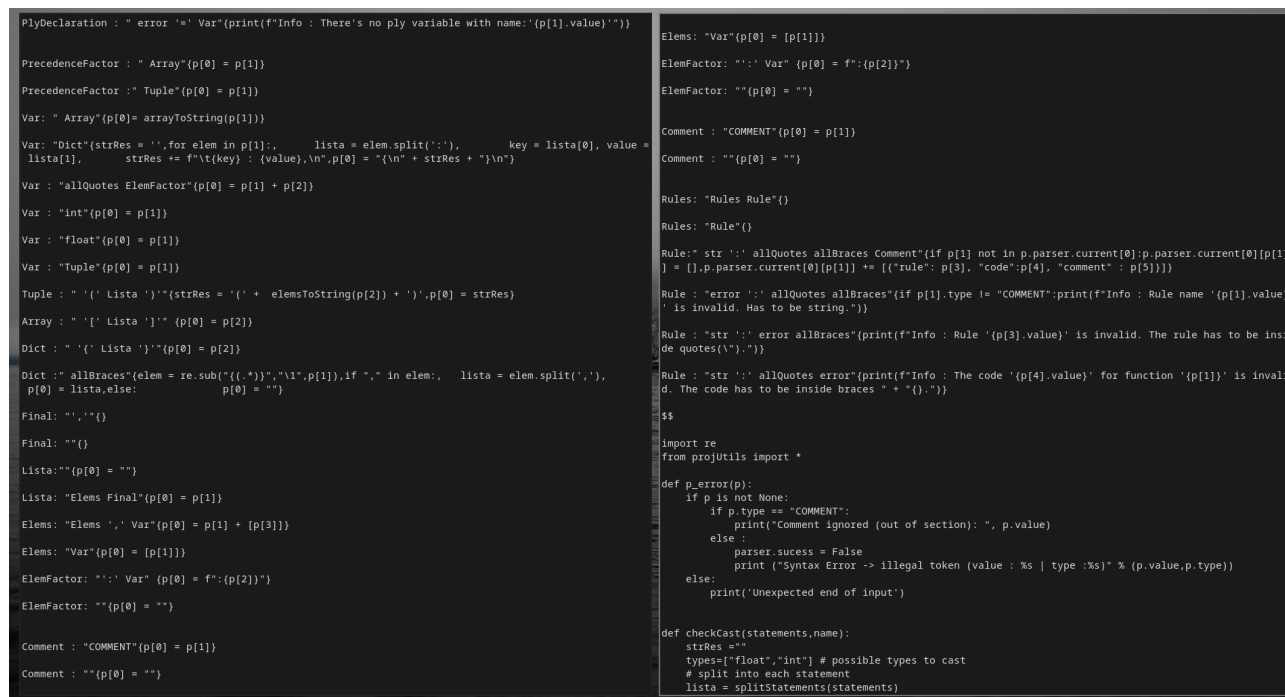 PlyDeclaration : " error '=' Var"{print(f"Info : There's no ply variable with name:'{p[1].value}'")}
PrecedenceFactor : " Array"{p[0] = p[1]}
PrecedenceFactor :" Tuple"{p[0] = p[1]}
Var: " Array"{p[0]= arrayToString(p[1])}
Var: "Dict"{strRes = '',for elem in p[1]:,      lista = elem.split(':'),      key = lista[0], value =
 lista[1],      strRes += f"\t{key} : {value},\n",p[0] = "{\n" + strRes + "}\n"}
Var : "allQuotes ElemFactor"{p[0] = p[1] + p[2]}
Var : "int"{p[0] = p[1]}
Var : "float"{p[0] = p[1]}
Var : "Tuple"{p[0] = p[1]}
Tuple : " '(' Lista ')'"{strRes = '(' +  elemsToString(p[2]) + ')',p[0] = strRes}
Array : " '[' Lista ']'" {p[0] = p[2]}
Dict : " '{' Lista '}'"{p[0] = p[2]}
Dict :" allBraces"{elem = re.sub("{(.*)}","\1",p[1]),if "," in elem:,   lista = elem.split(','),
 p[0] = lista,else:            p[0] = ""}
Final: "','"{}
Final: ""{}
Lista:""{p[0] = ""}
Lista: "Elems Final"{p[0] = p[1]}
Elems: "Elems ',' Var"{p[0] = p[1] + [p[3]]}
Elems: "Var"{p[0] = [p[1]]}
ElemFactor: "':' Var" {p[0] = f":{p[2]}"}
ElemFactor: ""{p[0] = ""}
Comment : "COMMENT"{p[0] = p[1]}
Comment : ""{p[0] = ""}
Elems: "Var"{p[0] = [p[1]]}
ElemFactor: "':' Var" {p[0] = f":{p[2]}"}
ElemFactor: ""{p[0] = ""}
Comment : "COMMENT"{p[0] = p[1]}
Comment : ""{p[0] = ""}
Rules: "Rules Rule"{}
Rules: "Rule"{}
Rule:" str ':' allQuotes allBraces Comment"{if p[1] not in p.parser.current[0]:p.parser.current[0][p[1]
] = [],p.parser.current[0][p[1]] += [{"rule": p[3], "code":p[4], "comment" : p[5]}]}
Rule : "error ':' allQuotes allBraces"{if p[1].type != "COMMENT":print(f"Info : Rule name '{p[1].value}
' is invalid. Has to be string.")}
Rule : "str ':' error allBraces"{print(f"Info : Rule '{p[3].value}' is invalid. The rule has to be insi
de quotes(\").")}
Rule : "str ':' allQuotes error"{print(f"Info : The code '{p[4].value}' for function '{p[1]}' is invali
d. The code has to be inside braces " + "{}.")}
$$
import re
from projUtils import *
def p_error(p):
    if p is not None:
        if p.type == "COMMENT":
            print("Comment ignored (out of section): ", p.value)
        else :
            parser.sucess = False
            print ("Syntax Error -> illegal token (value : %s | type :%s)" % (p.value,p.type))
    else:
        print('Unexpected end of input')
def checkCast(statements,name):
    strRes =""
    types=["float","int"] # possible types to cast
    # split into each statement
    lista = splitStatements(statements)